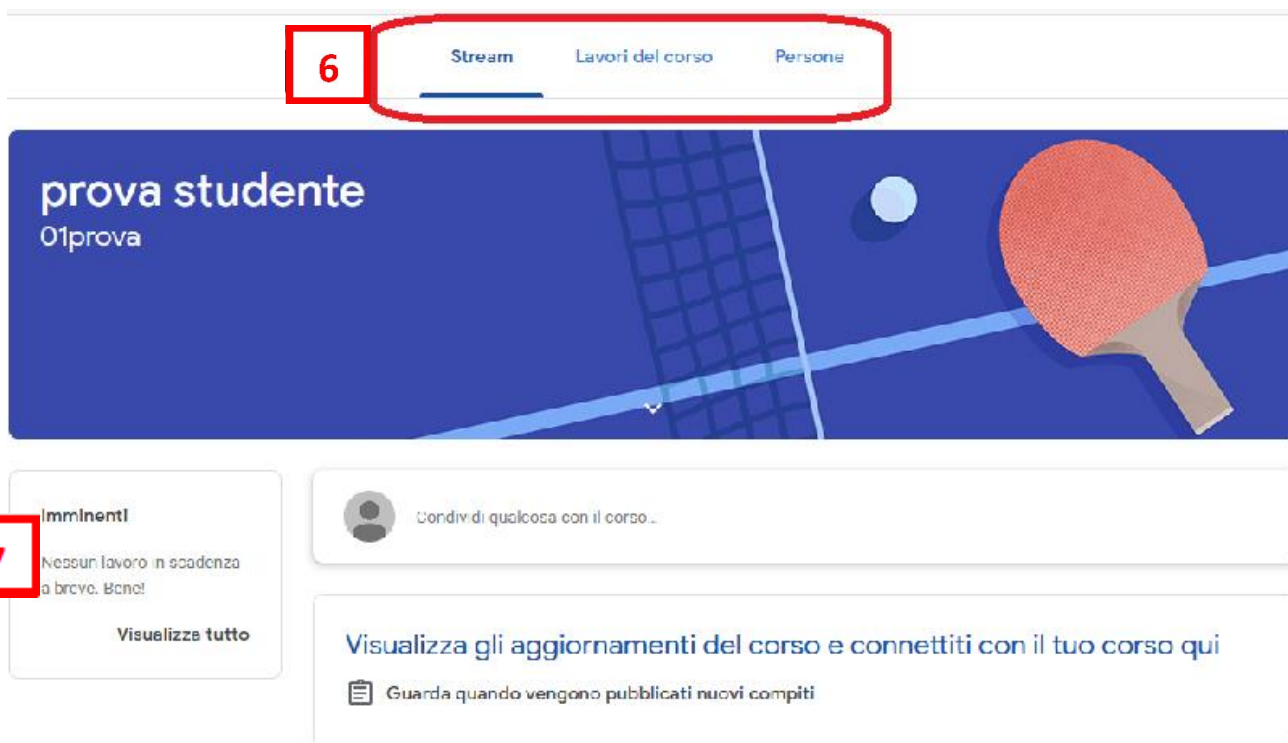 6
Stream Lavori del corso Persone
prova studente
01prova
Imminenti
7
Nessun lavoro in scadenza
a breve. Bene!
Visualizza tutto
Condividi qualcosa con il corso...
Visualizza gli aggiornamenti del corso e connettiti con il tuo corso qui
Guarda quando vengono pubblicati nuovi compiti